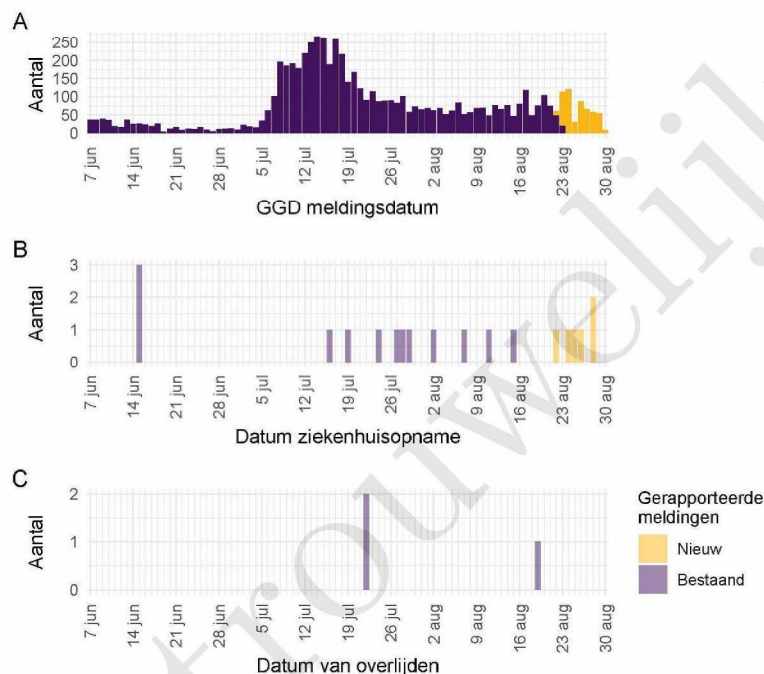 A
Aantal
250
200
150
100
50
0
7 jun
14 jun
21 jun
28 jun
5 jul
12 jul
19 jul
26 jul
2 aug
9 aug
16 aug
23 aug
30 aug
GGD meldingsdatum
B
Aantal
3
2
1
0
7 jun
14 jun
21 jun
28 jun
5 jul
12 jul
19 jul
26 jul
2 aug
9 aug
16 aug
23 aug
30 aug
Datum ziekenhuisopname
C
Aantal
2
1
0
7 jun
14 jun
21 jun
28 jun
5 jul
12 jul
19 jul
26 jul
2 aug
9 aug
16 aug
23 aug
30 aug
Datum van overlijden
Gerapporteerde
meldingen
Nieuw
Bestaand
trouwelijk